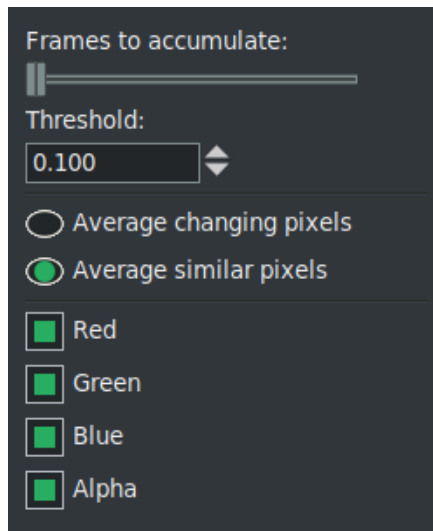 Frames to accumulate:
Threshold:
0.100
Average changing pixels
Average similar pixels
Red
Green
Blue
Alpha